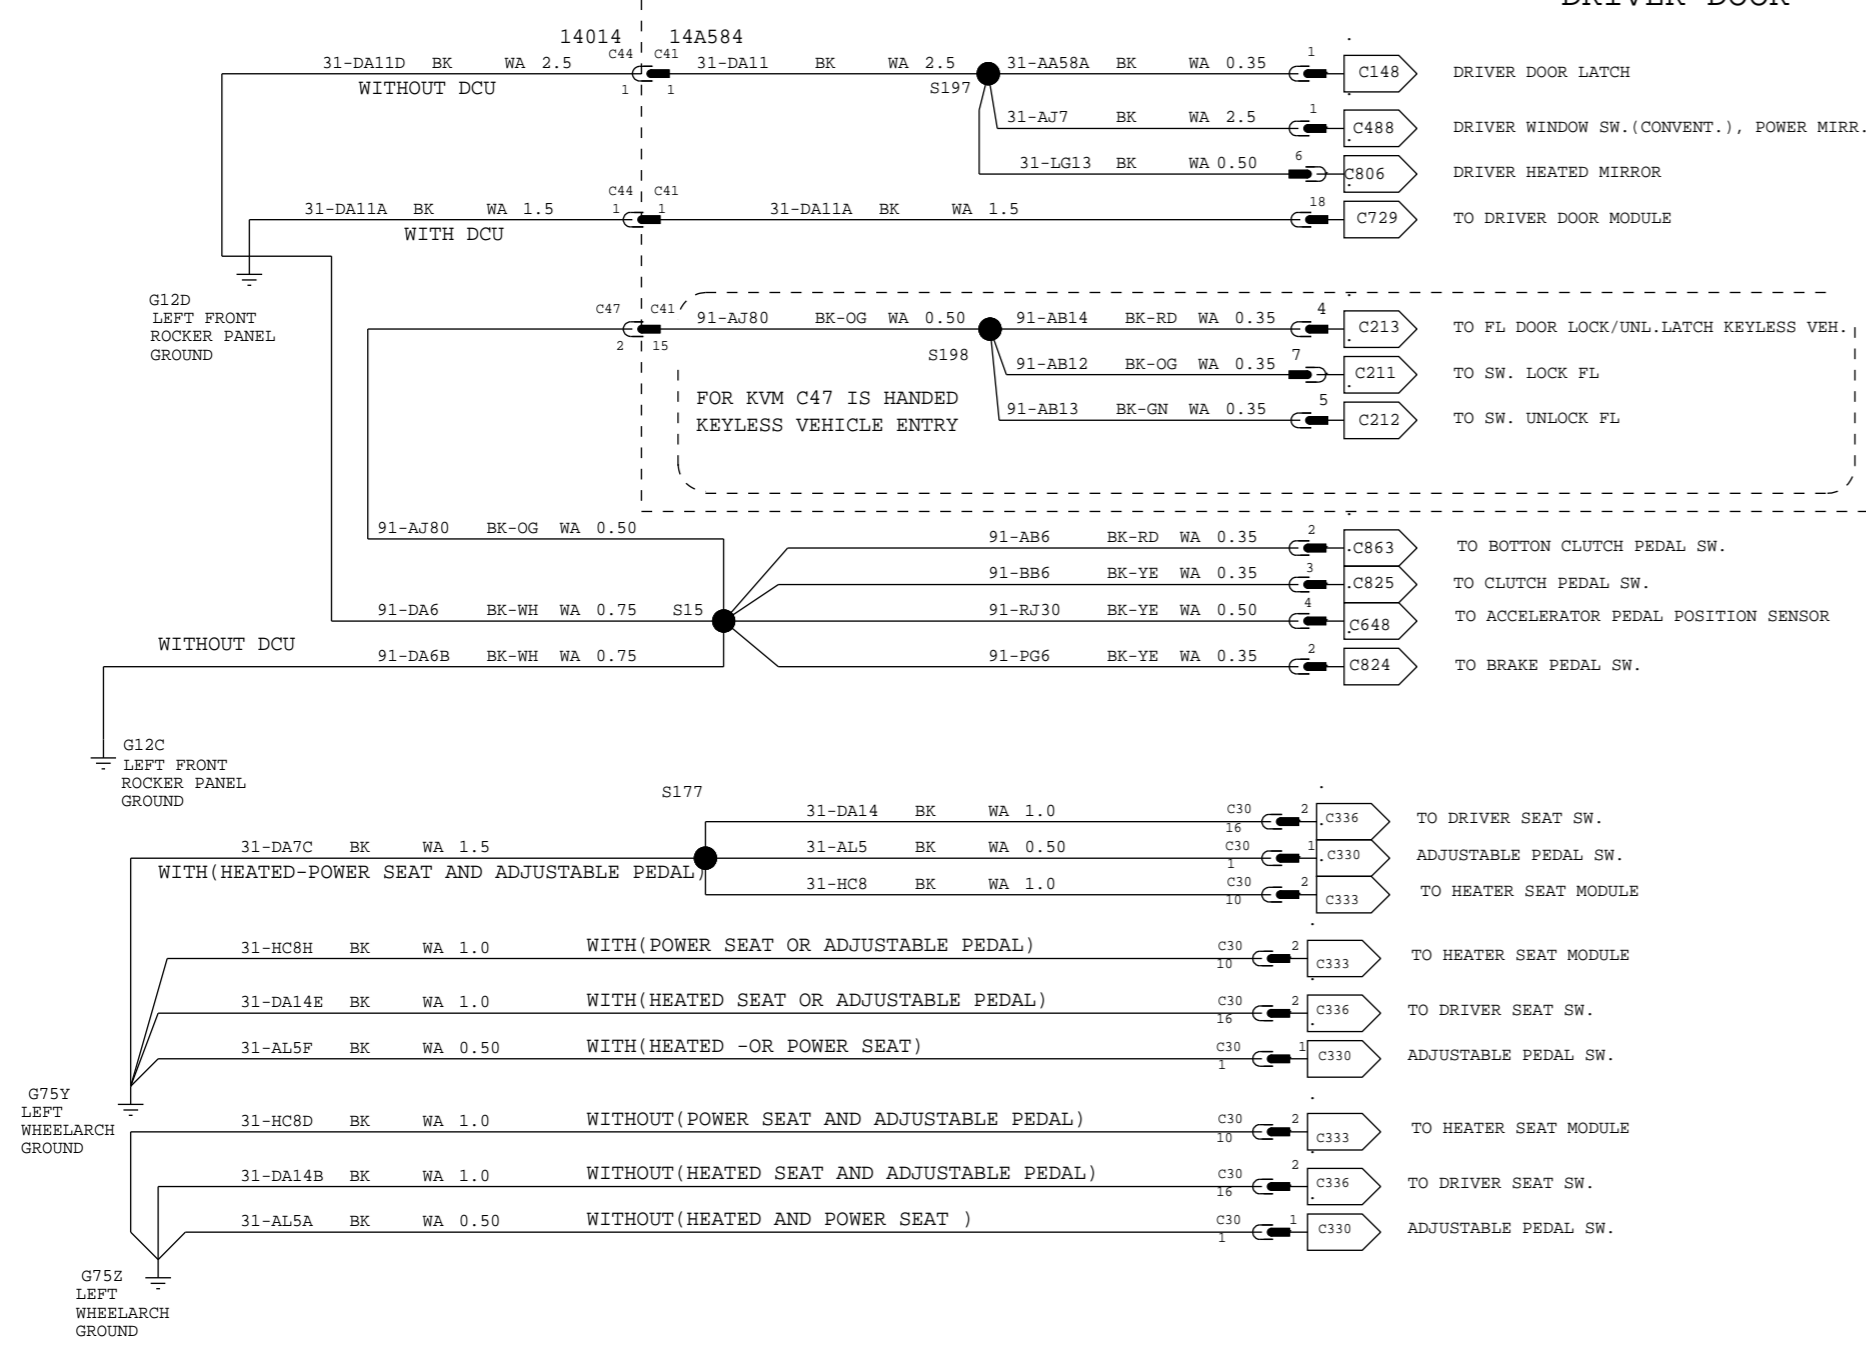 DRIVER DOOR
14014 14A584
31-DA11D BK WA 2.5 C44 C41 31-DA11 BK WA 2.5 31-AA58A BK WA 0.35 1 C148 DRIVER DOOR LATCH
WITHOUT DCU 1 1 S197
31-AJ7 BK WA 2.5 1 C488 DRIVER WINDOW SW.(CONVENT.), POWER MIRR.
31-LG13 BK WA 0.50 6 C806 DRIVER HEATED MIRROR
C44 C41
31-DA11A BK WA 1.5 1 1 31-DA11A BK WA 1.5 18 C729 TO DRIVER DOOR MODULE
WITH DCU
G12D
LEFT FRONT
ROCKER PANEL
GROUND
C47 C41 91-AJ80 BK-OG WA 0.50 91-AB14 BK-RD WA 0.35 4 C213 TO FL DOOR LOCK/UNL.LATCH KEYLESS VEH.
2 15 S198
91-AB12 BK-OG WA 0.35 7 C211 TO SW. LOCK FL
FOR KVM C47 IS HANDED
91-AB13 BK-GN WA 0.35 5 C212 TO SW. UNLOCK FL
KEYLESS VEHICLE ENTRY
91-AJ80 BK-OG WA 0.50
91-AB6 BK-RD WA 0.35 2 .C863 TO BOTTON CLUTCH PEDAL SW.
91-BB6 BK-YE WA 0.35 3 .C825 TO CLUTCH PEDAL SW.
91-DA6 BK-WH WA 0.75 S15 91-RJ30 BK-YE WA 0.50 4 C648 TO ACCELERATOR PEDAL POSITION SENSOR
WITHOUT DCU
91-DA6B BK-WH WA 0.75 91-PG6 BK-YE WA 0.35 2 C824 TO BRAKE PEDAL SW.
G12C
LEFT FRONT
ROCKER PANEL
GROUND
S177
31-DA14 BK WA 1.0 C30 16 2 .C336 TO DRIVER SEAT SW.
31-DA7C BK WA 1.5 31-AL5 BK WA 0.50 C30 1 1 .C330 ADJUSTABLE PEDAL SW.
WITH(HEATED-POWER SEAT AND ADJUSTABLE PEDAL)
31-HC8 BK WA 1.0 C30 10 2 C333 TO HEATER SEAT MODULE
31-HC8H BK WA 1.0 WITH(POWER SEAT OR ADJUSTABLE PEDAL) C30 10 2 C333 TO HEATER SEAT MODULE
31-DA14E BK WA 1.0 WITH(HEATED SEAT OR ADJUSTABLE PEDAL) C30 16 2 C336 TO DRIVER SEAT SW.
31-AL5F BK WA 0.50 WITH(HEATED -OR POWER SEAT) C30 1 1 C330 ADJUSTABLE PEDAL SW.
G75Y
LEFT
WHEELARCH
GROUND
31-HC8D BK WA 1.0 WITHOUT(POWER SEAT AND ADJUSTABLE PEDAL) C30 10 2 C333 TO HEATER SEAT MODULE
31-DA14B BK WA 1.0 WITHOUT(HEATED SEAT AND ADJUSTABLE PEDAL) C30 16 2 C336 TO DRIVER SEAT SW.
31-AL5A BK WA 0.50 WITHOUT(HEATED AND POWER SEAT ) C30 1 1 C330 ADJUSTABLE PEDAL SW.
G75Z
LEFT
WHEELARCH
GROUND